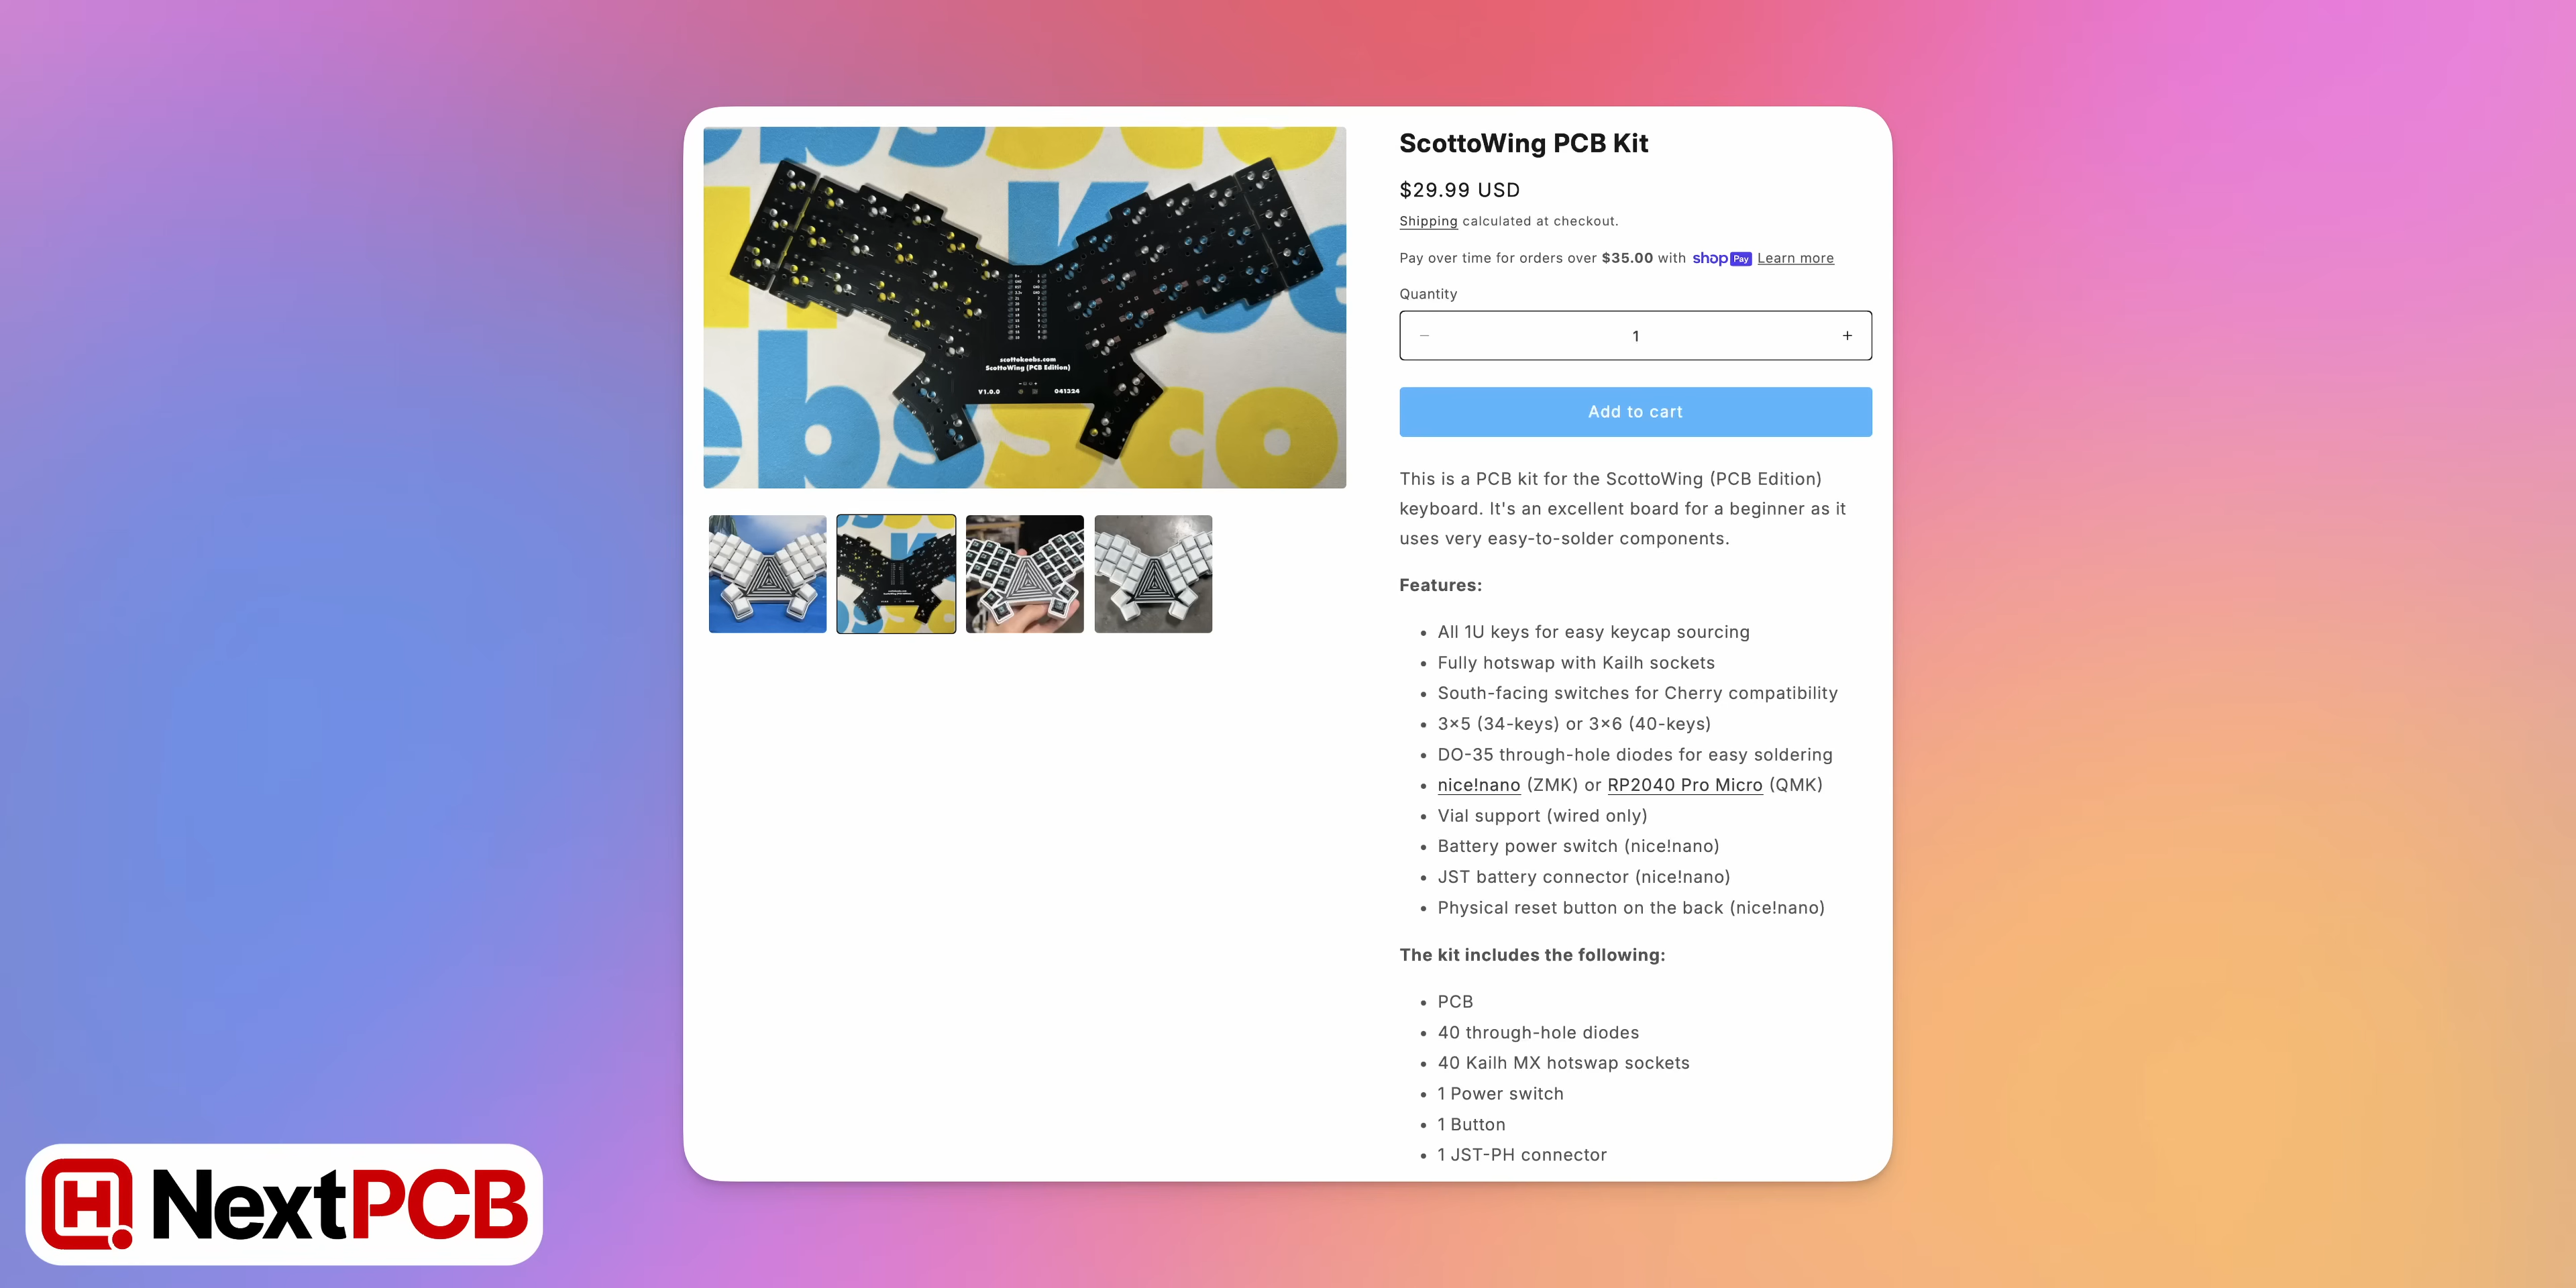 ScottoWing PCB Kit
$29.99 USD
Shipping calculated at checkout.
Pay over time for orders over $35.00 with shop Pay Learn more
Quantity
− 1 +
Add to cart
This is a PCB kit for the ScottoWing (PCB Edition)
keyboard. It's an excellent board for a beginner as it
uses very easy-to-solder components.
Features:
• All 1U keys for easy keycap sourcing
• Fully hotswap with Kailh sockets
• South-facing switches for Cherry compatibility
• 3×5 (34-keys) or 3×6 (40-keys)
• DO-35 through-hole diodes for easy soldering
• nice!nano (ZMK) or RP2040 Pro Micro (QMK)
• Vial support (wired only)
• Battery power switch (nice!nano)
• JST battery connector (nice!nano)
• Physical reset button on the back (nice!nano)
The kit includes the following:
• PCB
• 40 through-hole diodes
• 40 Kailh MX hotswap sockets
• 1 Power switch
• 1 Button
• 1 JST-PH connector
scottokeebs.com
ScottoWing (PCB Edition)
V1.0.0 041324
ebs sco
ebs sco
H NextPCB